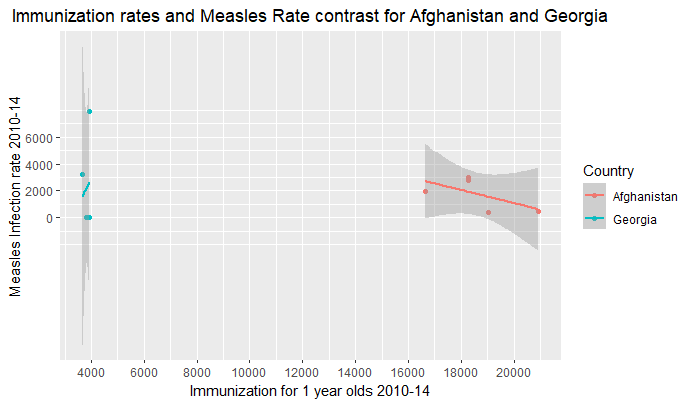 Immunization rates and Measles Rate contrast for Afghanistan and Georgia
Measles Infection rate 2010-14
6000
4000
2000
0
Country
Afghanistan
Georgia
4000 6000 8000 10000 12000 14000 16000 18000 20000
Immunization for 1 year olds 2010-14